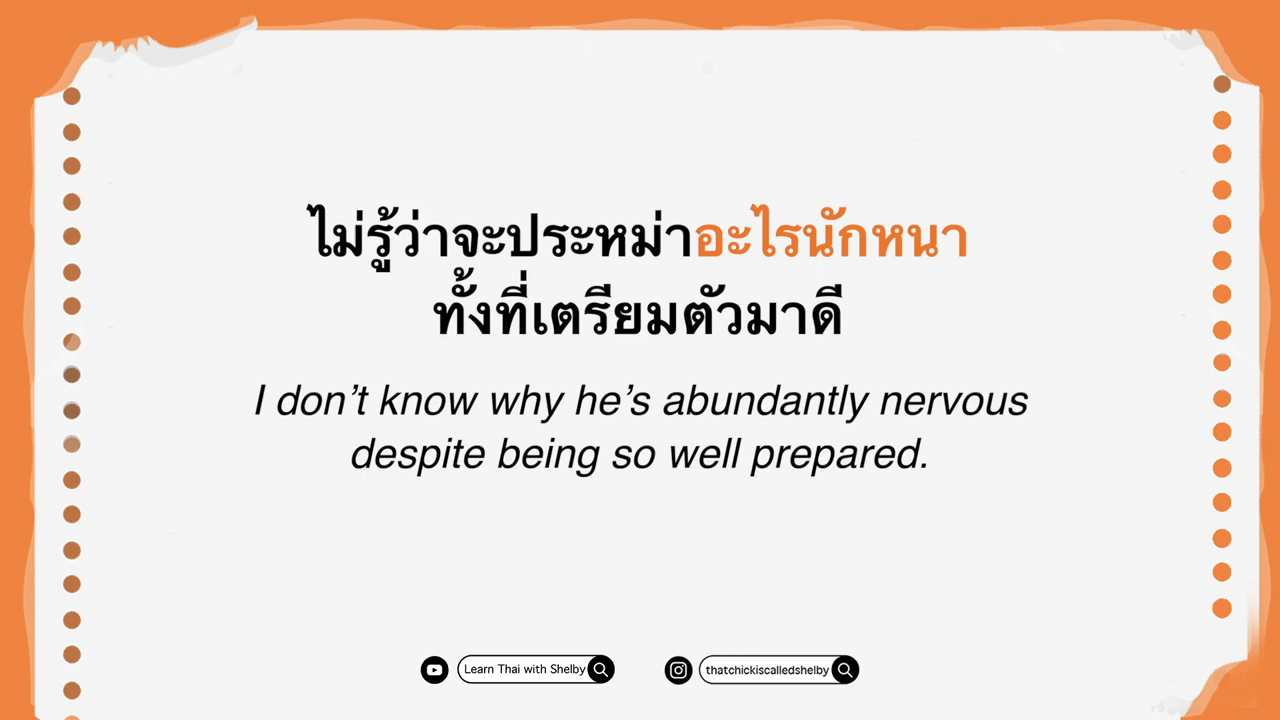 ไม่รู้ว่าจะประหม่าอะไรนักหนา
ทั้งที่เตรียมตัวมาดี
I don’t know why he’s abundantly nervous
despite being so well prepared.
Learn Thai with Shelby
thatchickiscalledshelby